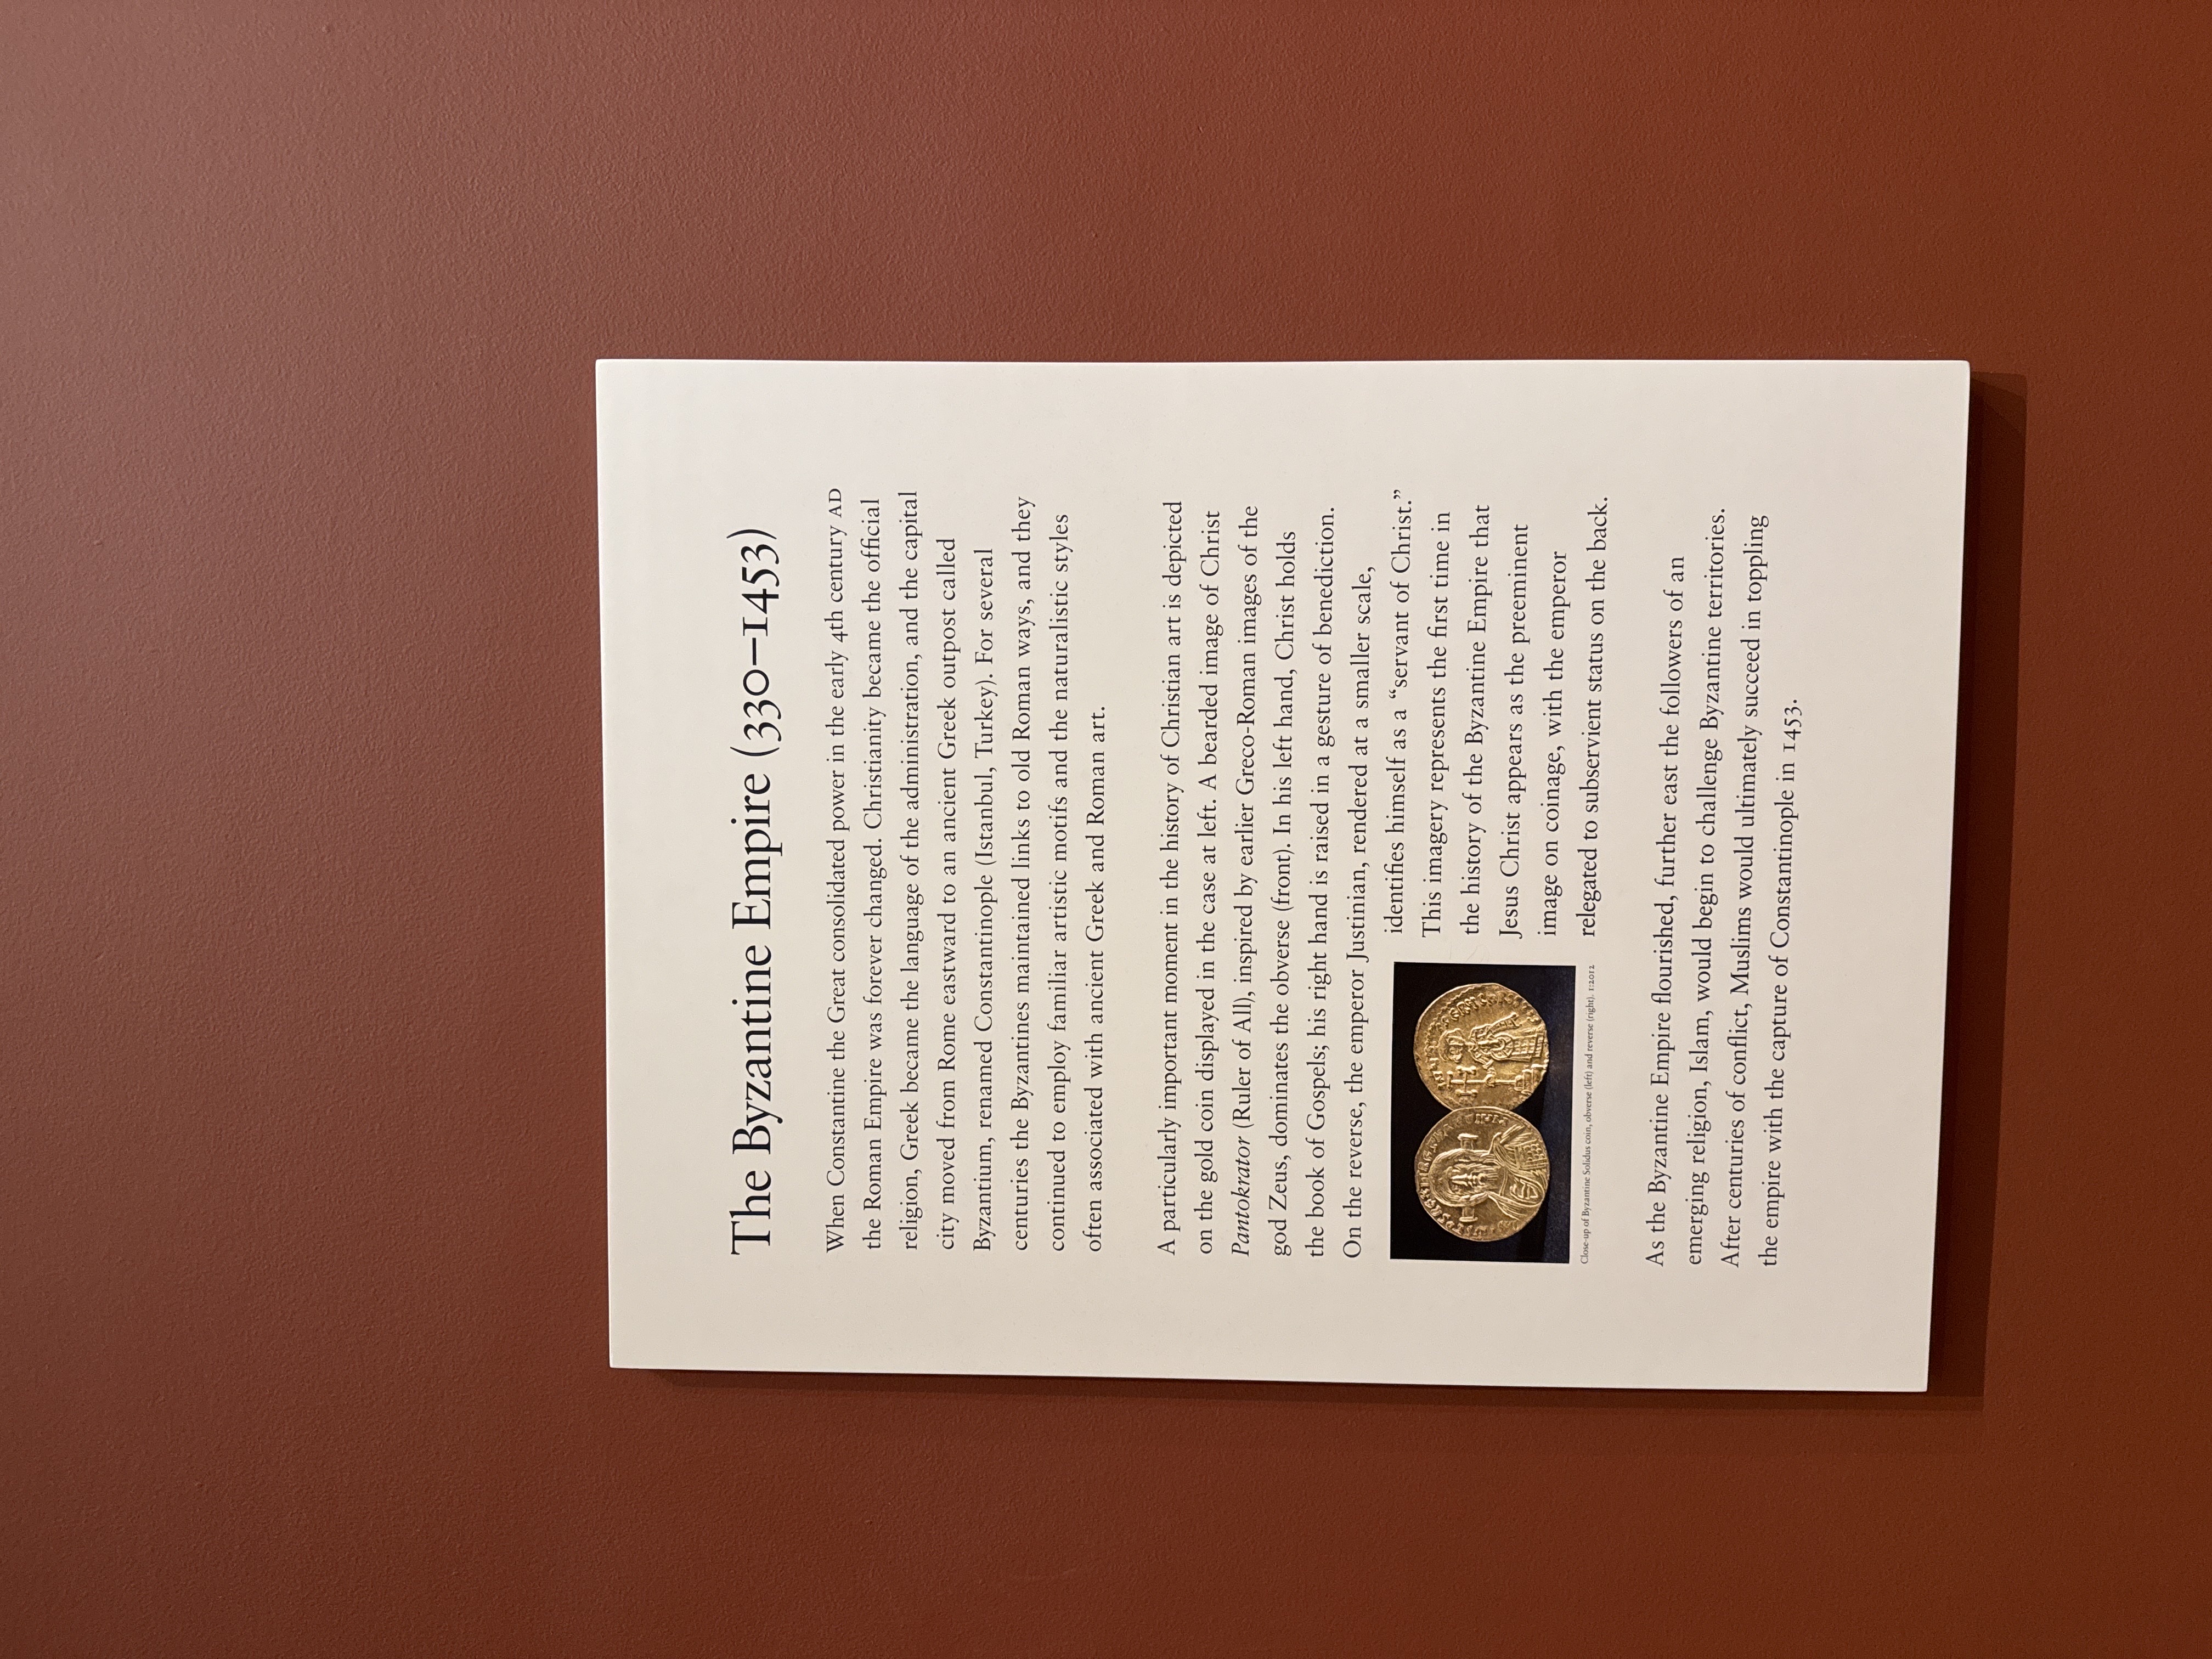 The Byzantine Empire (330–1453)
When Constantine the Great consolidated power in the early 4th century AD
the Roman Empire was forever changed. Christianity became the official
religion, Greek became the language of the administration, and the capital
city moved from Rome eastward to an ancient Greek outpost called
Byzantium, renamed Constantinople (Istanbul, Turkey). For several
centuries the Byzantines maintained links to old Roman ways, and they
continued to employ familiar artistic motifs and the naturalistic styles
often associated with ancient Greek and Roman art.
A particularly important moment in the history of Christian art is depicted
on the gold coin displayed in the case at left. A bearded image of Christ
Pantokrator (Ruler of All), inspired by earlier Greco-Roman images of the
god Zeus, dominates the obverse (front). In his left hand, Christ holds
the book of Gospels; his right hand is raised in a gesture of benediction.
On the reverse, the emperor Justinian, rendered at a smaller scale,
identifies himself as a “servant of Christ.”
This imagery represents the first time in
the history of the Byzantine Empire that
Jesus Christ appears as the preeminent
image on coinage, with the emperor
relegated to subservient status on the back.
Close-up of Byzantine Solidus coin, obverse (left) and reverse (right). 1:2012
As the Byzantine Empire flourished, further east the followers of an
emerging religion, Islam, would begin to challenge Byzantine territories.
After centuries of conflict, Muslims would ultimately succeed in toppling
the empire with the capture of Constantinople in 1453.